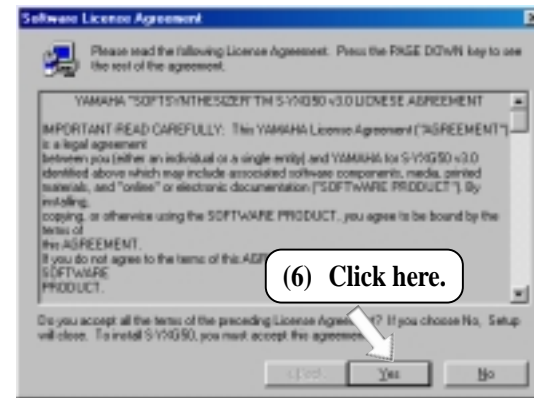 Software License Agreement
Please read the following License Agreement. Press the PAGE DOWN key to see
the rest of the agreement.
YAMAHA "SOFTSYNTHESIZER" TM S-YXG50 v3.0 LICNESE AGREEMENT
IMPORTANT-READ CAREFULLY: This YAMAHA License Agreement ("AGREEMENT")
is a legal agreement
between you (either an individual or a single entity) and YAMAHA for S-YXG50 v3.0
identified above which may include associated software components, media, printed
materials, and "online" or electronic documentation ("SOFTWARE PRODUCT"). By
installing,
copying, or otherwise using the SOFTWARE PRODUCT, you agree to be bound by the
terms of
this AGREEMENT.
If you do not agree to the terms of this
SOFTWARE
PRODUCT.
(6) Click here.
Do you accept all the terms of the preceding License Agreement? If you choose No, Setup
will close. To install S-YXG50, you must accept this agreement.
< Back
Yes
No